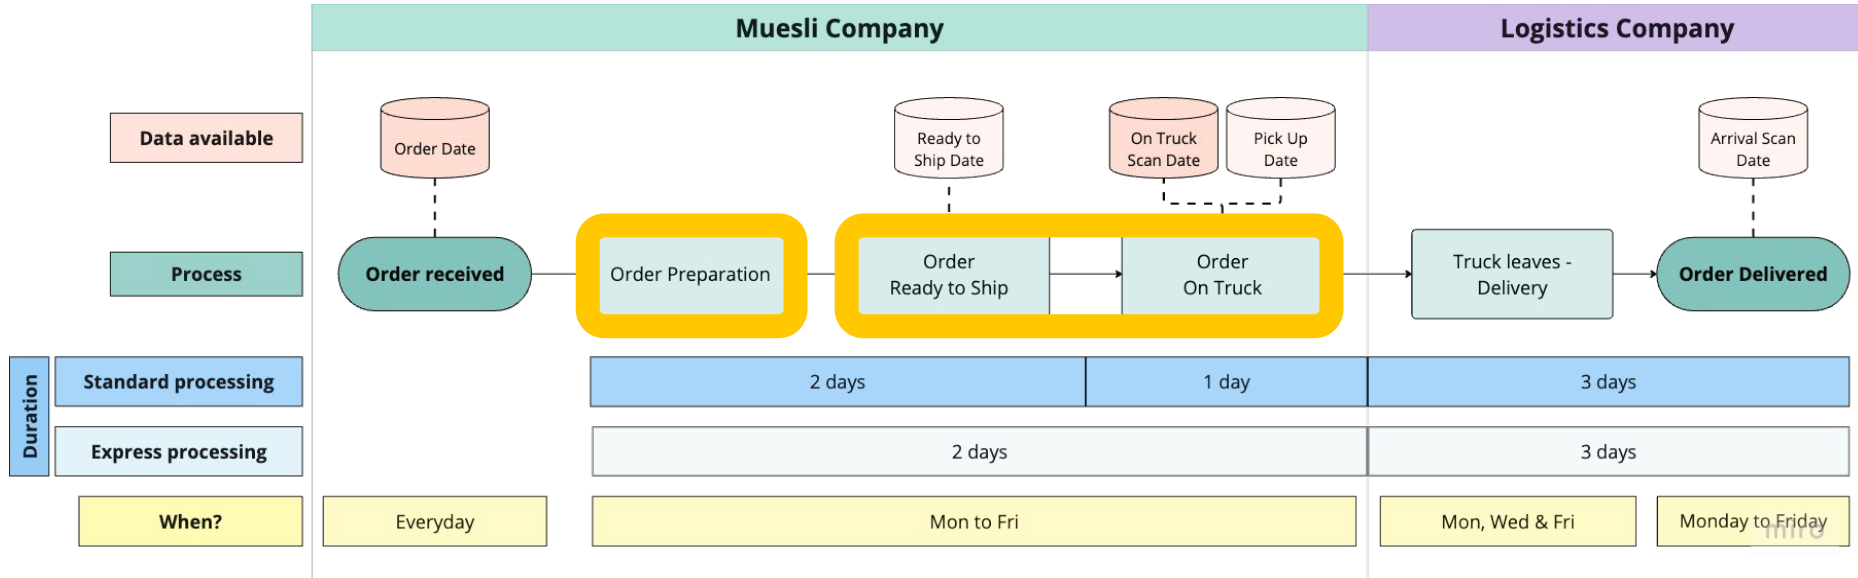 Muesli Company
Logistics Company
Data available
Order Date
Ready to
Ship Date
On Truck
Scan Date
Pick Up
Date
Arrival Scan
Date
Process
Order received
Order Preparation
Order
Ready to Ship
Order
On Truck
Truck leaves -
Delivery
Order Delivered
Duration
Standard processing
2 days
1 day
3 days
Express processing
2 days
3 days
When?
Everyday
Mon to Fri
Mon, Wed & Fri
Monday to Friday
miro